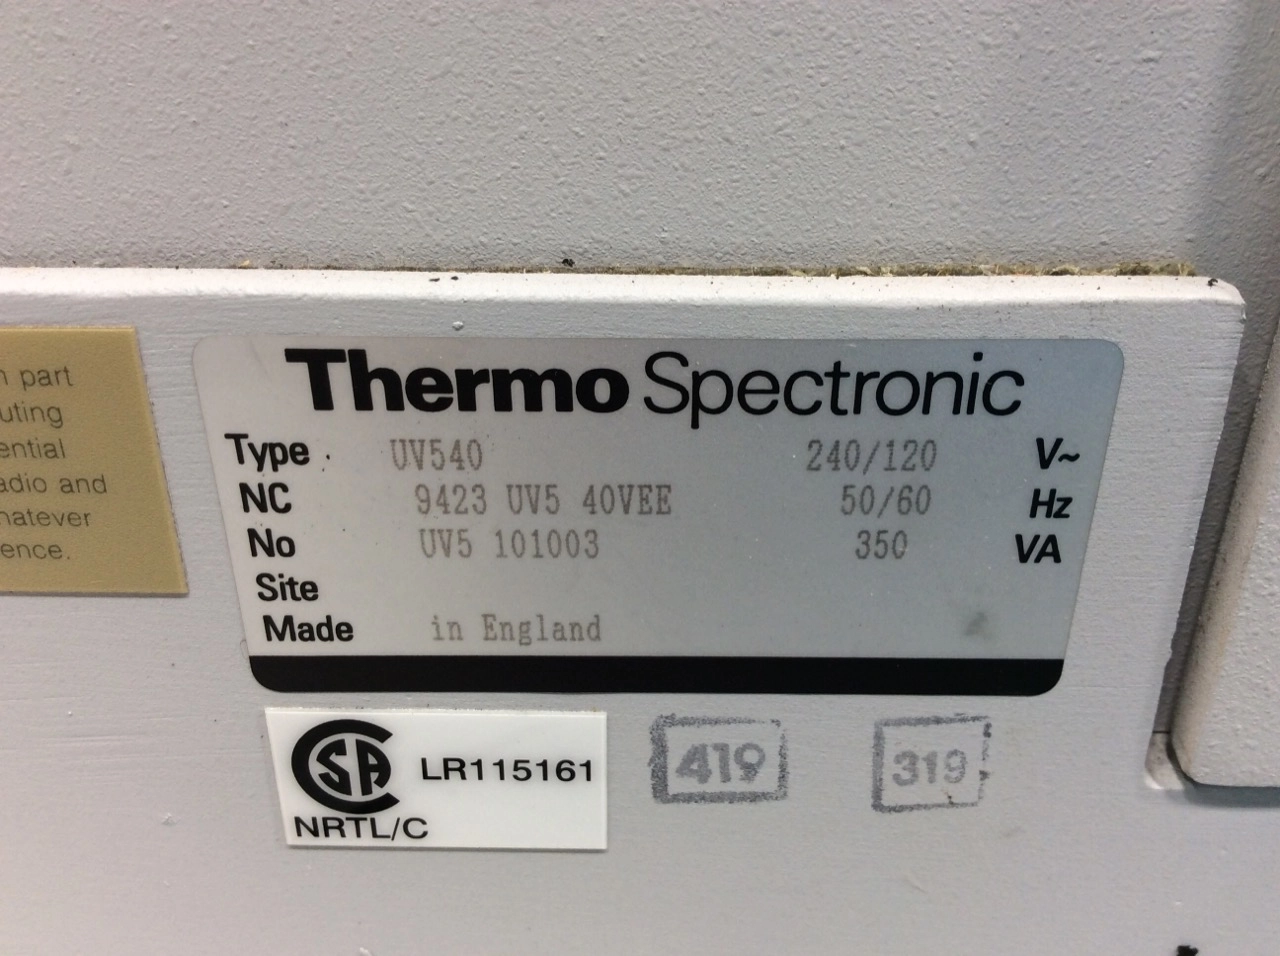 n part
uting
ential
adio and
hatever
ence.
Thermo Spectronic
Type UV540 240/120 V~
NC 9423 UV5 40VEE 50/60 Hz
No UV5 101003 350 VA
Site
Made in England
CSA LR115161
NRTL/C
419
319